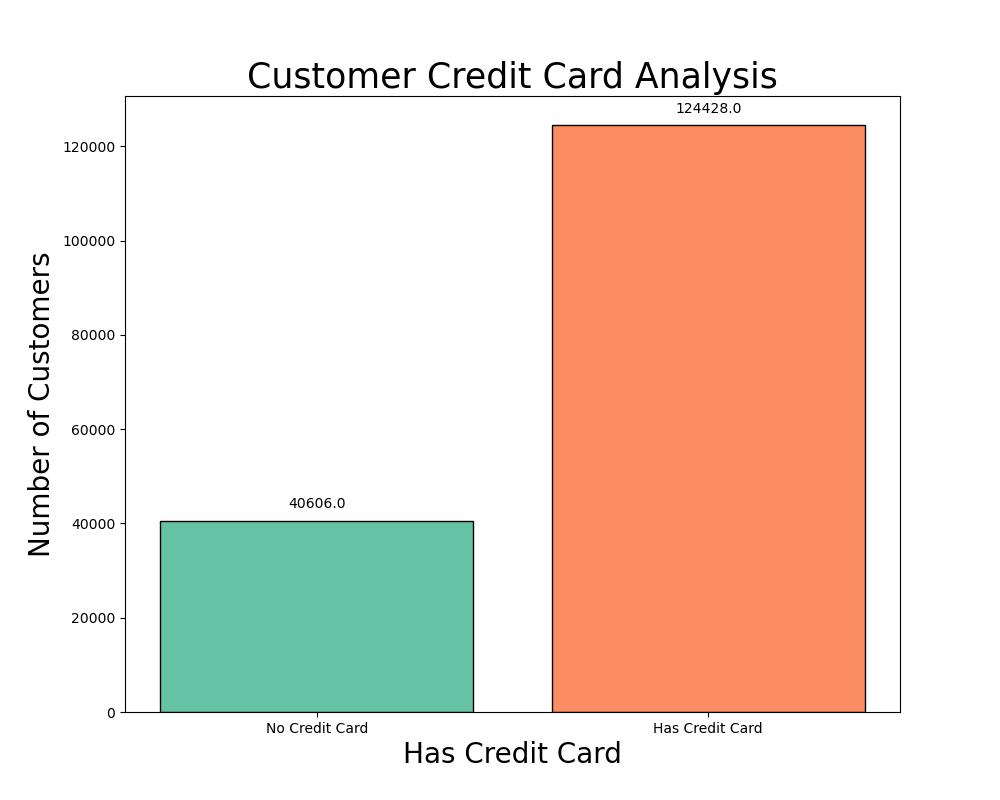 Customer Credit Card Analysis
124428.0
120000
100000
80000
60000
40606.0
40000
20000
0
Number of Customers
No Credit Card
Has Credit Card
Has Credit Card